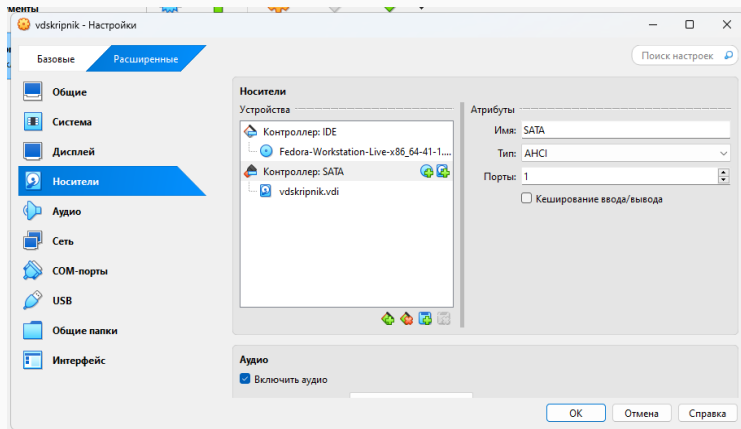 менты
vdskripnik - Настройки
Базовые
Расширенные
Поиск настроек
Общие
Система
Дисплей
Носители
Аудио
Сеть
COM-порты
USB
Общие папки
Интерфейс
Носители
Устройства
Контроллер: IDE
Fedora-Workstation-Live-x86_64-41-1....
Контроллер: SATA
vdskripnik.vdi
Атрибуты
Имя: SATA
Тип: AHCI
Порты: 1
Кеширование ввода/вывода
Аудио
Включить аудио
OK
Отмена
Справка